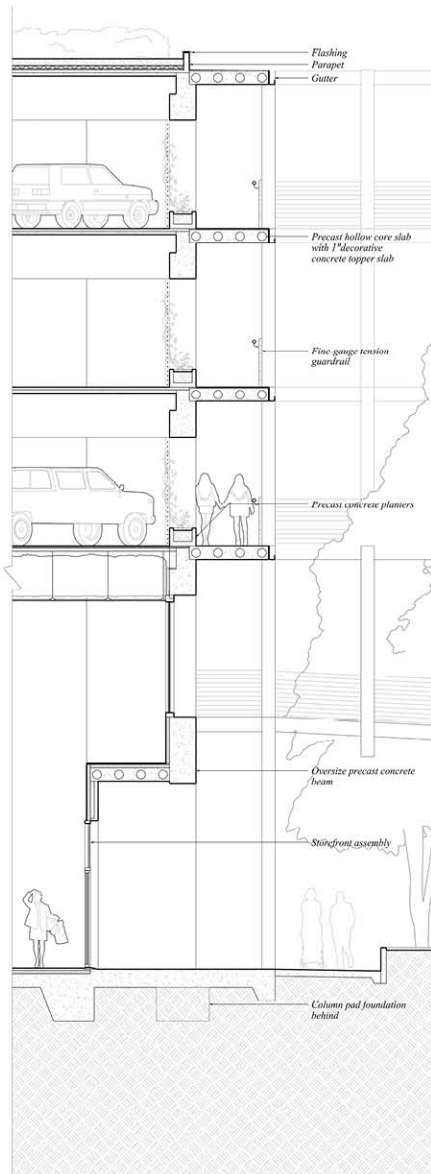 Flashing
Parapet
Gutter
Precast hollow core slab
with 1"decorative
concrete topper slab
Fine-gauge tension
guardrail
Precast concrete planters
Oversize precast concrete
beam
Storefront assembly
Column pad foundation
behind